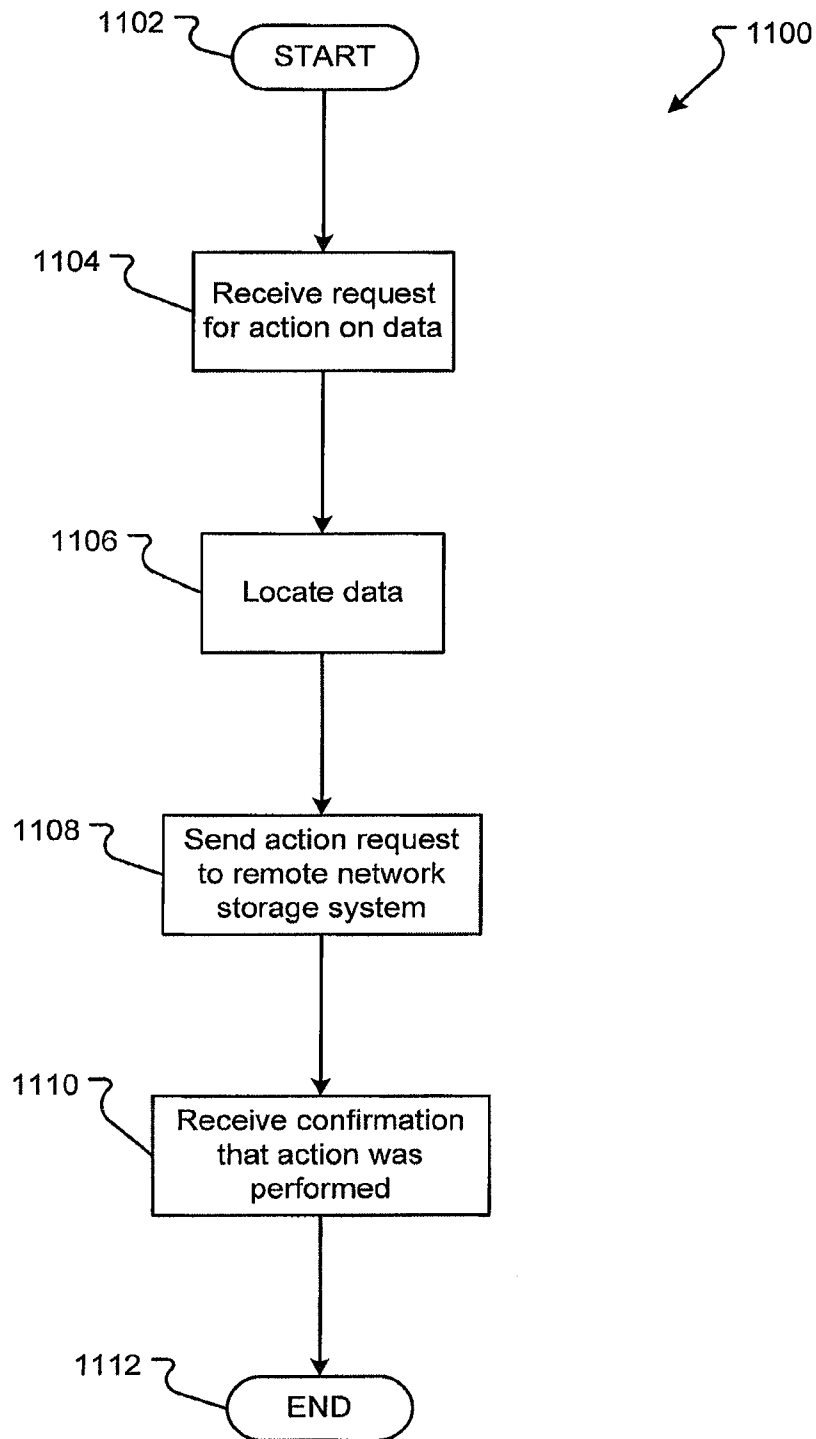 1102
START
1100
1104
Receive request
for action on data
1106
Locate data
1108
Send action request
to remote network
storage system
1110
Receive confirmation
that action was
performed
1112
END